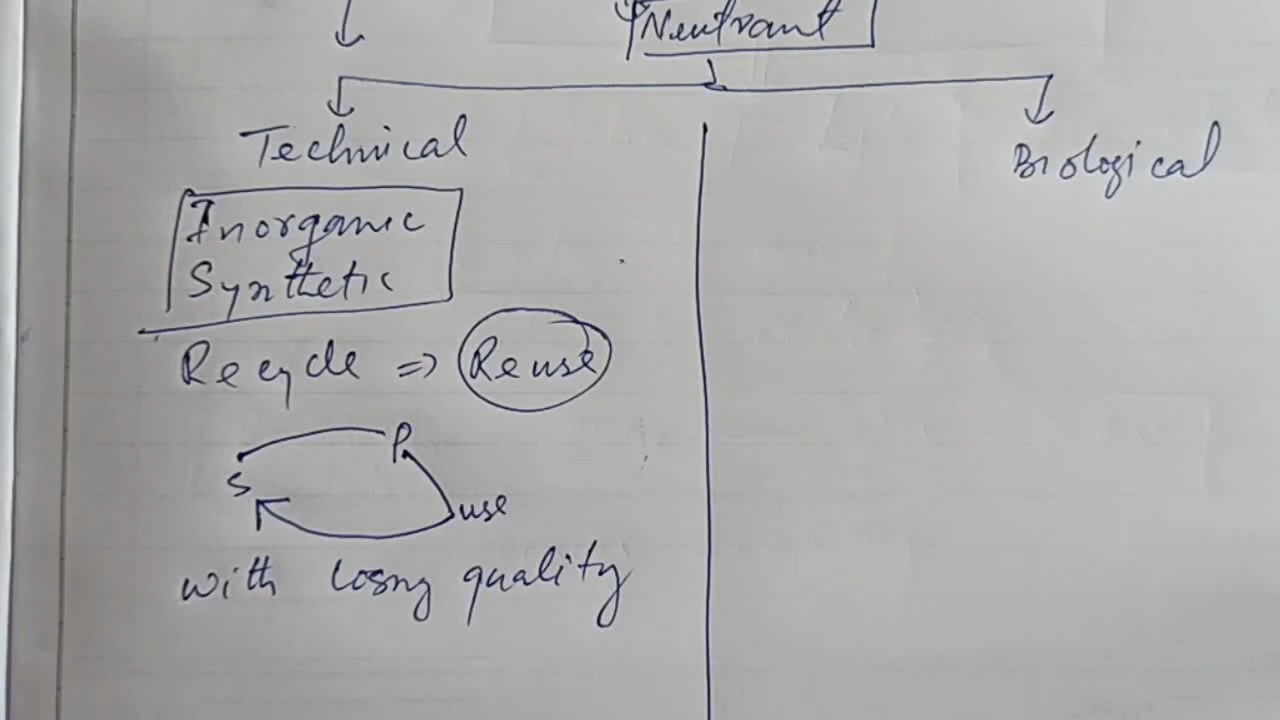 Neutrant
Technical
Biological
Inorganic
Synthetic
Recycle => Reuse
P
S
use
with losing quality